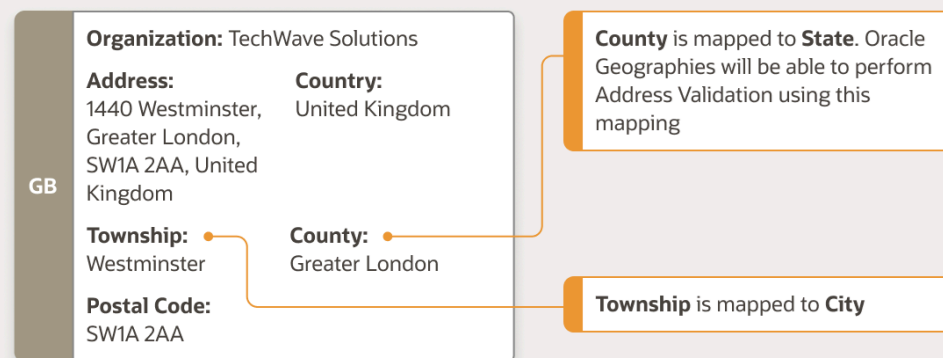 GB
Organization: TechWave Solutions
Address:
1440 Westminster,
Greater London,
SW1A 2AA, United
Kingdom
Country:
United Kingdom
Township:
Westminster
County:
Greater London
Postal Code:
SW1A 2AA
County is mapped to State. Oracle
Geographies will be able to perform
Address Validation using this
mapping
Township is mapped to City